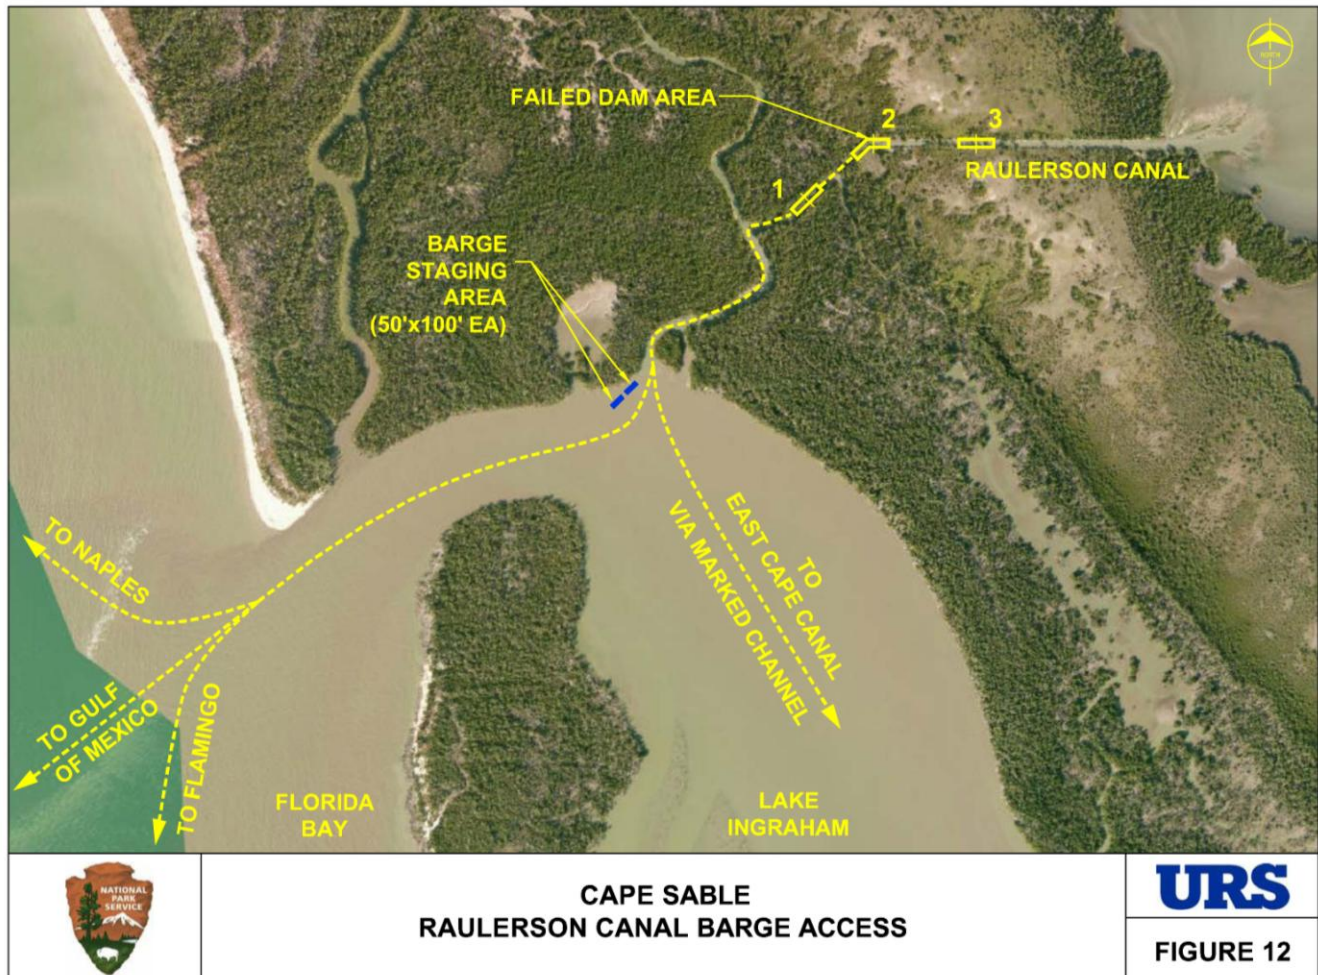 NORTH
FAILED DAM AREA
2
3
RAULERSON CANAL
1
BARGE
STAGING
AREA
(50'x100' EA)
TO NAPLES
TO GULF
OF MEXICO
TO FLAMINGO
TO
EAST CAPE CANAL
VIA MARKED CHANNEL
FLORIDA
BAY
LAKE
INGRAHAM
NATIONAL
PARK
SERVICE
CAPE SABLE
RAULERSON CANAL BARGE ACCESS
URS
FIGURE 12